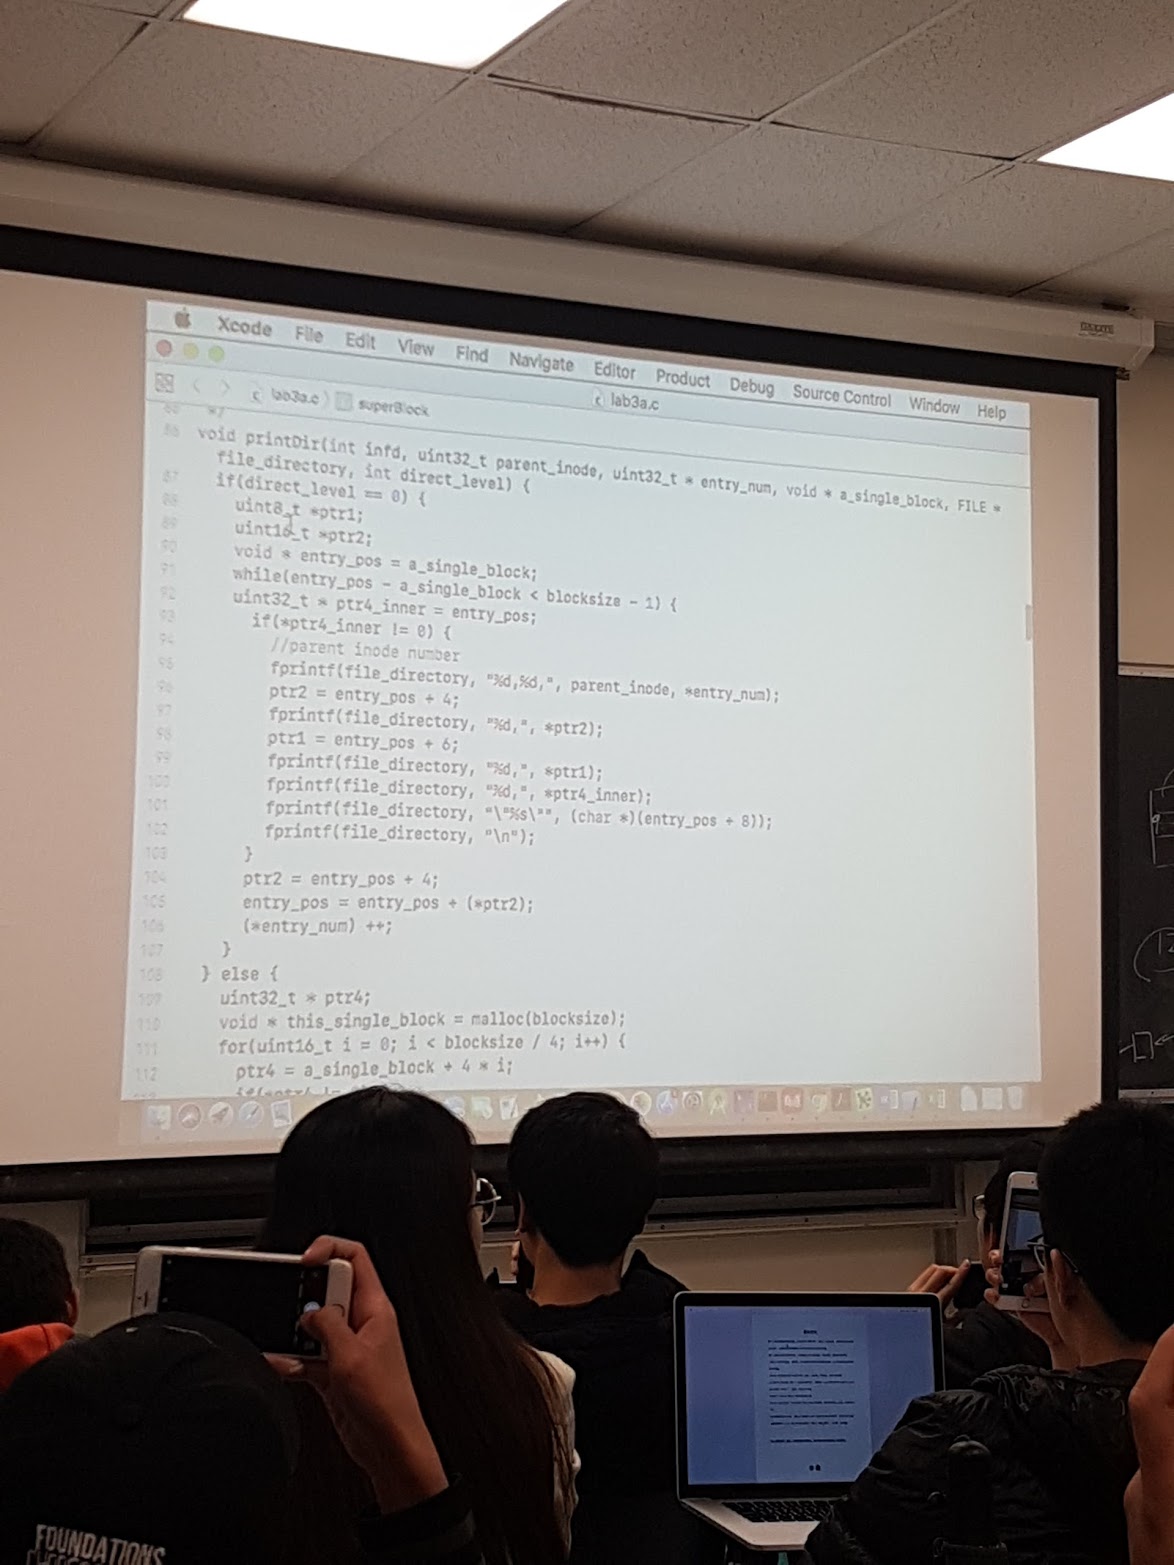 Xcode File Edit View Find Navigate Editor Product Debug Source Control Window Help
lab3a.c
lab3a.c superBlock
86 void printDir(int infd, uint32_t parent_inode, uint32_t * entry_num, void * a_single_block, FILE *
file_directory, int direct_level) {
87 if(direct_level == 0) {
88 uint8_t *ptr1;
89 uint16_t *ptr2;
90 void * entry_pos = a_single_block;
91 while(entry_pos - a_single_block < blocksize - 1) {
92 uint32_t * ptr4_inner = entry_pos;
93 if(*ptr4_inner != 0) {
94 //parent inode number
95 fprintf(file_directory, "%d,%d,", parent_inode, *entry_num);
96 ptr2 = entry_pos + 4;
97 fprintf(file_directory, "%d,", *ptr2);
98 ptr1 = entry_pos + 6;
99 fprintf(file_directory, "%d,", *ptr1);
100 fprintf(file_directory, "%d,", *ptr4_inner);
101 fprintf(file_directory, "\"%s\"", (char *)(entry_pos + 8));
102 fprintf(file_directory, "\n");
103 }
104 ptr2 = entry_pos + 4;
105 entry_pos = entry_pos + (*ptr2);
106 (*entry_num) ++;
107 }
108 } else {
109 uint32_t * ptr4;
110 void * this_single_block = malloc(blocksize);
111 for(uint16_t i = 0; i < blocksize / 4; i++) {
112 ptr4 = a_single_block + 4 * i;
FOUNDATIONS